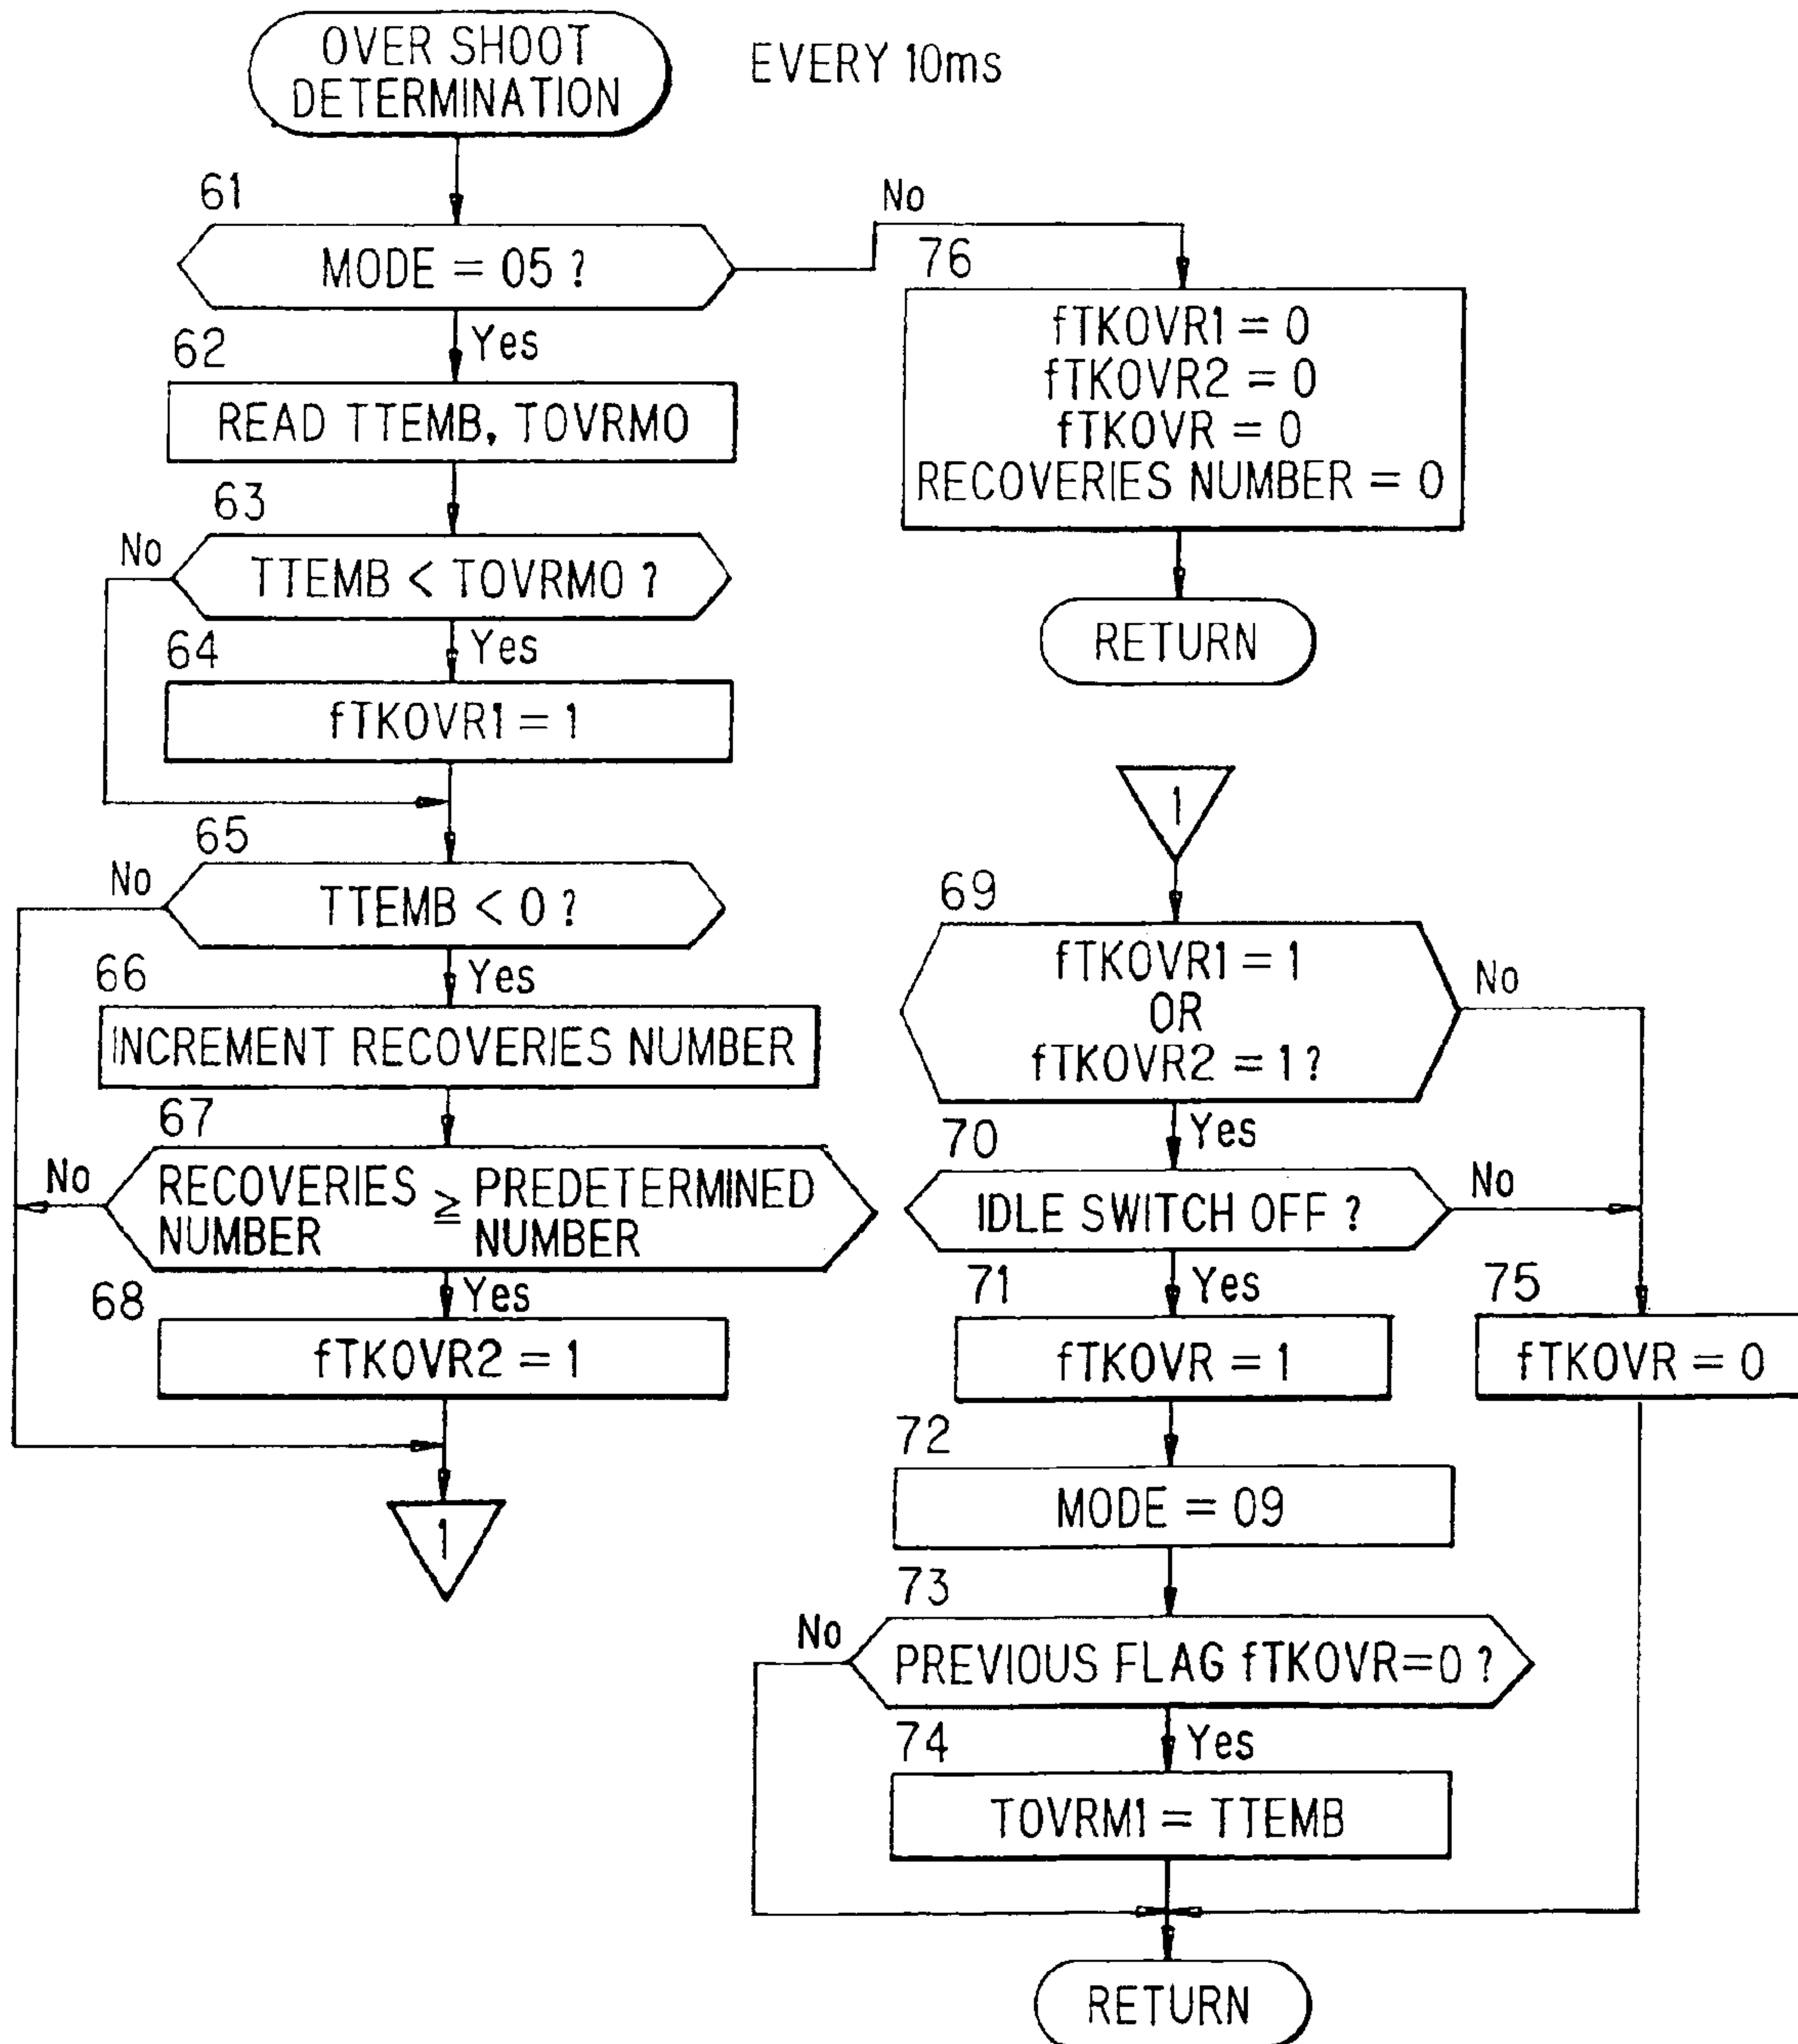 OVER SHOOT
DETERMINATION
EVERY 10ms
61
MODE = 05 ?
No
Yes
76
fTKOVR1 = 0
fTKOVR2 = 0
fTKOVR = 0
RECOVERIES NUMBER = 0
RETURN
62
READ TTEMB, TOVRM0
63
No
TTEMB < TOVRM0 ?
Yes
64
fTKOVR1 = 1
65
No
TTEMB < 0 ?
Yes
66
INCREMENT RECOVERIES NUMBER
67
No
RECOVERIES ≧ PREDETERMINED
NUMBER NUMBER
Yes
68
fTKOVR2 = 1
1
1
69
fTKOVR1 = 1
OR
fTKOVR2 = 1 ?
No
Yes
70
IDLE SWITCH OFF ?
No
Yes
71
fTKOVR = 1
75
fTKOVR = 0
72
MODE = 09
73
No
PREVIOUS FLAG fTKOVR=0 ?
Yes
74
TOVRM1 = TTEMB
RETURN